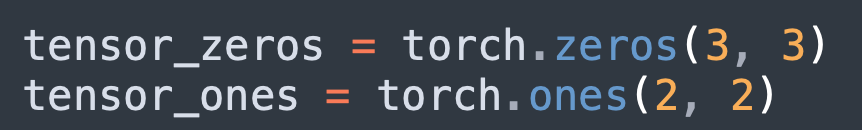 tensor_zeros = torch.zeros(3, 3)
tensor_ones = torch.ones(2, 2)